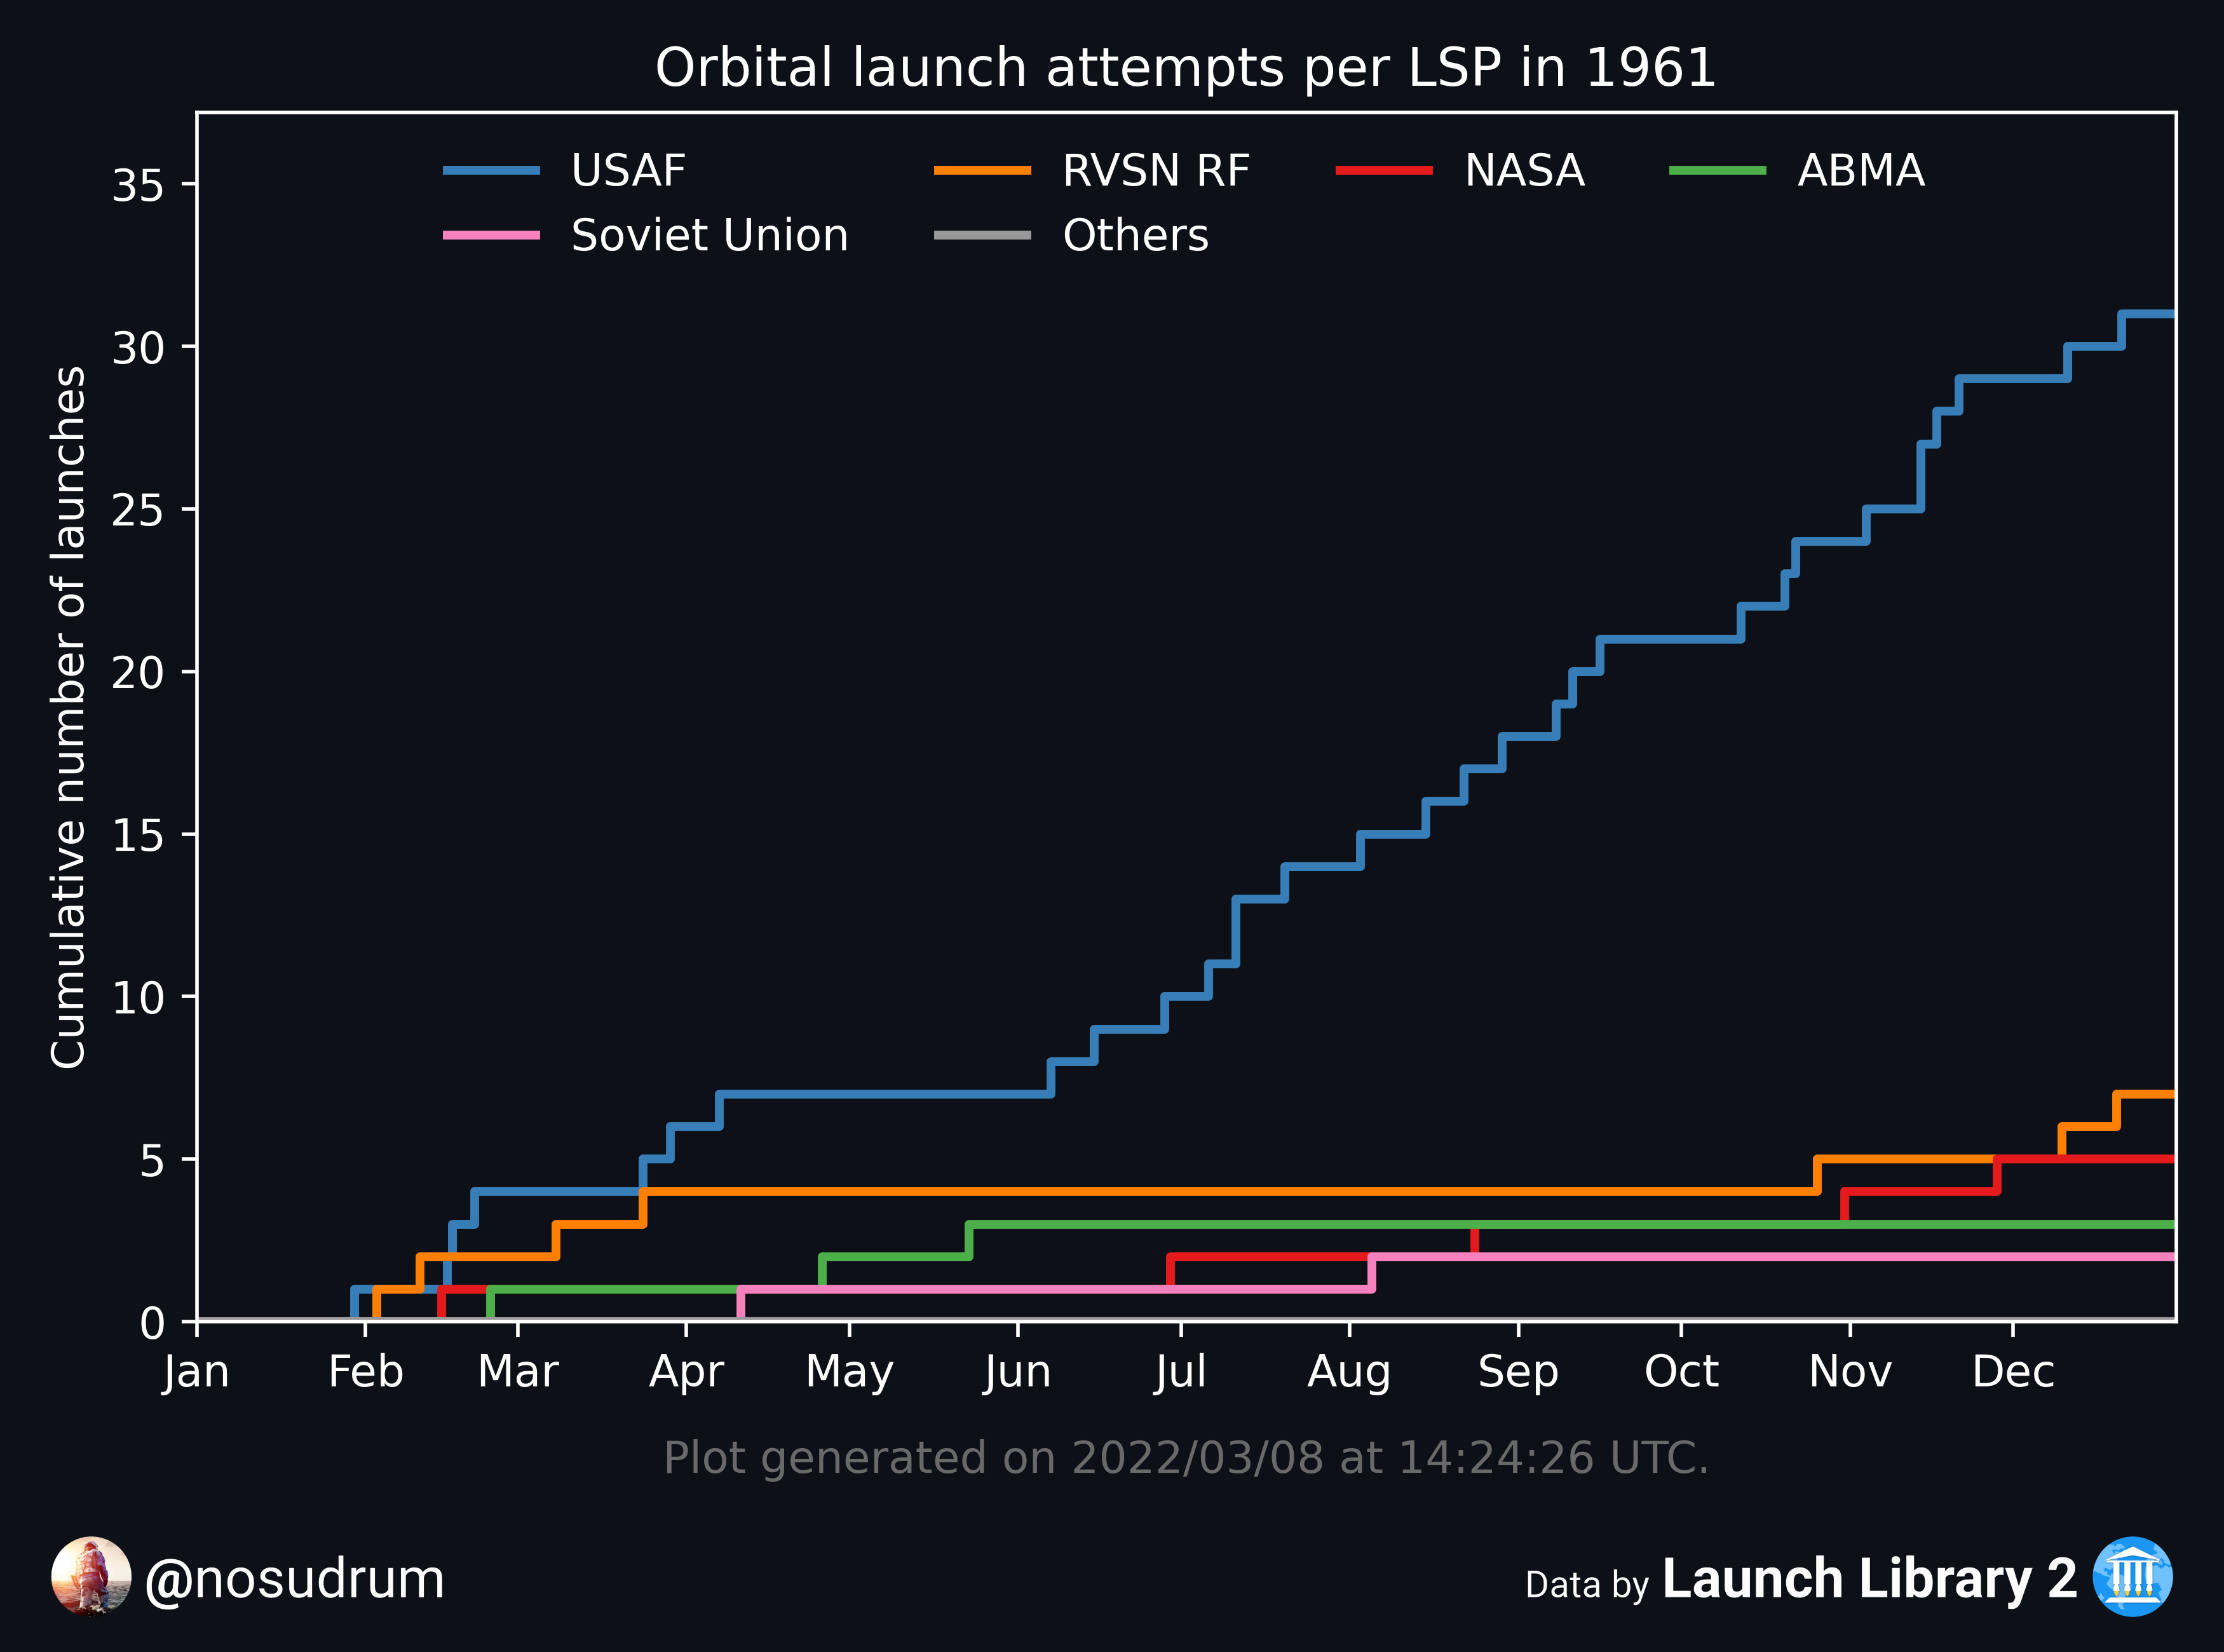 Orbital launch attempts per LSP in 1961
USAF RVSN RF NASA ABMA
Soviet Union Others
Cumulative number of launches
35
30
25
20
15
10
5
0
Jan Feb Mar Apr May Jun Jul Aug Sep Oct Nov Dec
Plot generated on 2022/03/08 at 14:24:26 UTC.
@nosudrum
Data by Launch Library 2